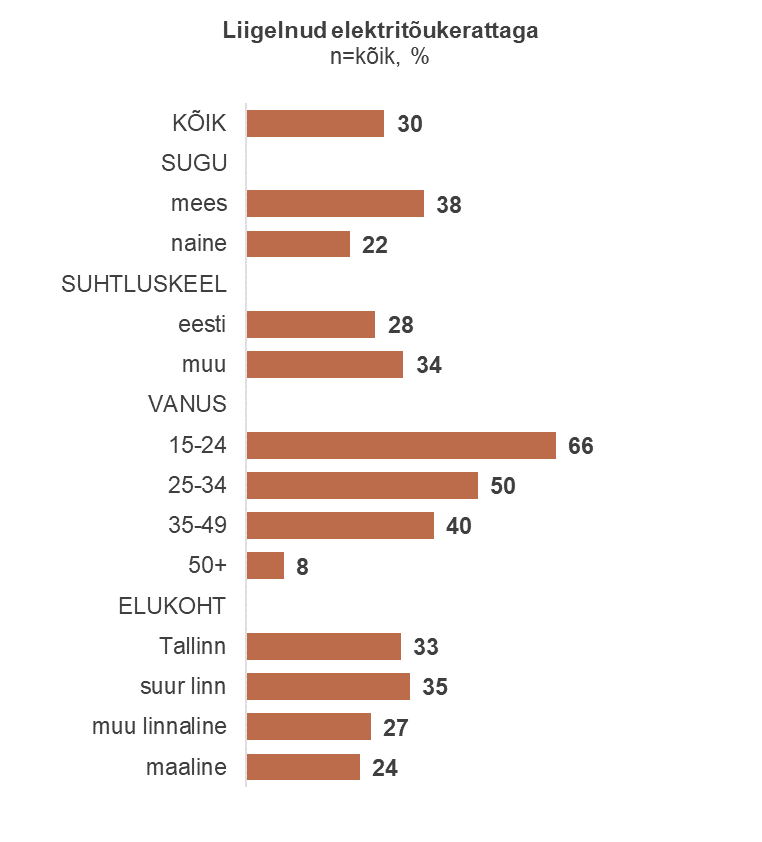 Liigelnud elektritõukerattaga
n=kõik, %
KÕIK 30
SUGU
mees 38
naine 22
SUHTLUSKEEL
eesti 28
muu 34
VANUS
15-24 66
25-34 50
35-49 40
50+ 8
ELUKOHT
Tallinn 33
suur linn 35
muu linnaline 27
maaline 24